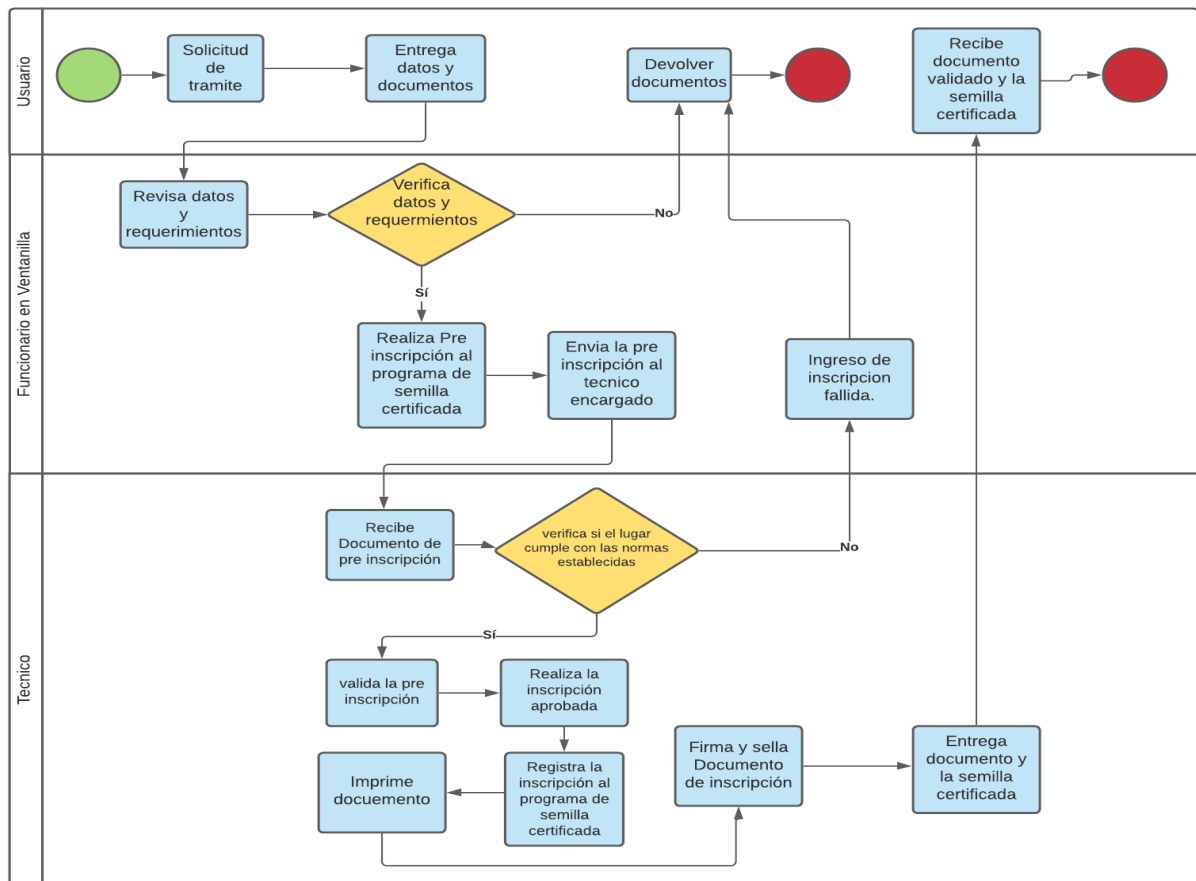 Usuario
Solicitud
de
tramite
Entrega
datos y
documentos
Devolver
documentos
Recibe
documento
validado y la
semilla
certificada
Funcionario en Ventanilla
Revisa datos
y
requerimientos
Verifica
datos y
requermientos
No
Sí
Realiza Pre
inscripción al
programa de
semilla
certificada
Envia la pre
inscripción al
tecnico
encargado
Ingreso de
inscripcion
fallida.
Tecnico
Recibe
Documento de
pre inscripción
verifica si el lugar
cumple con las normas
establecidas
No
Sí
valida la pre
inscripción
Realiza la
inscripción
aprobada
Registra la
inscripción al
programa de
semilla
certificada
Imprime
docuemento
Firma y sella
Documento
de inscripción
Entrega
documento y
la semilla
certificada